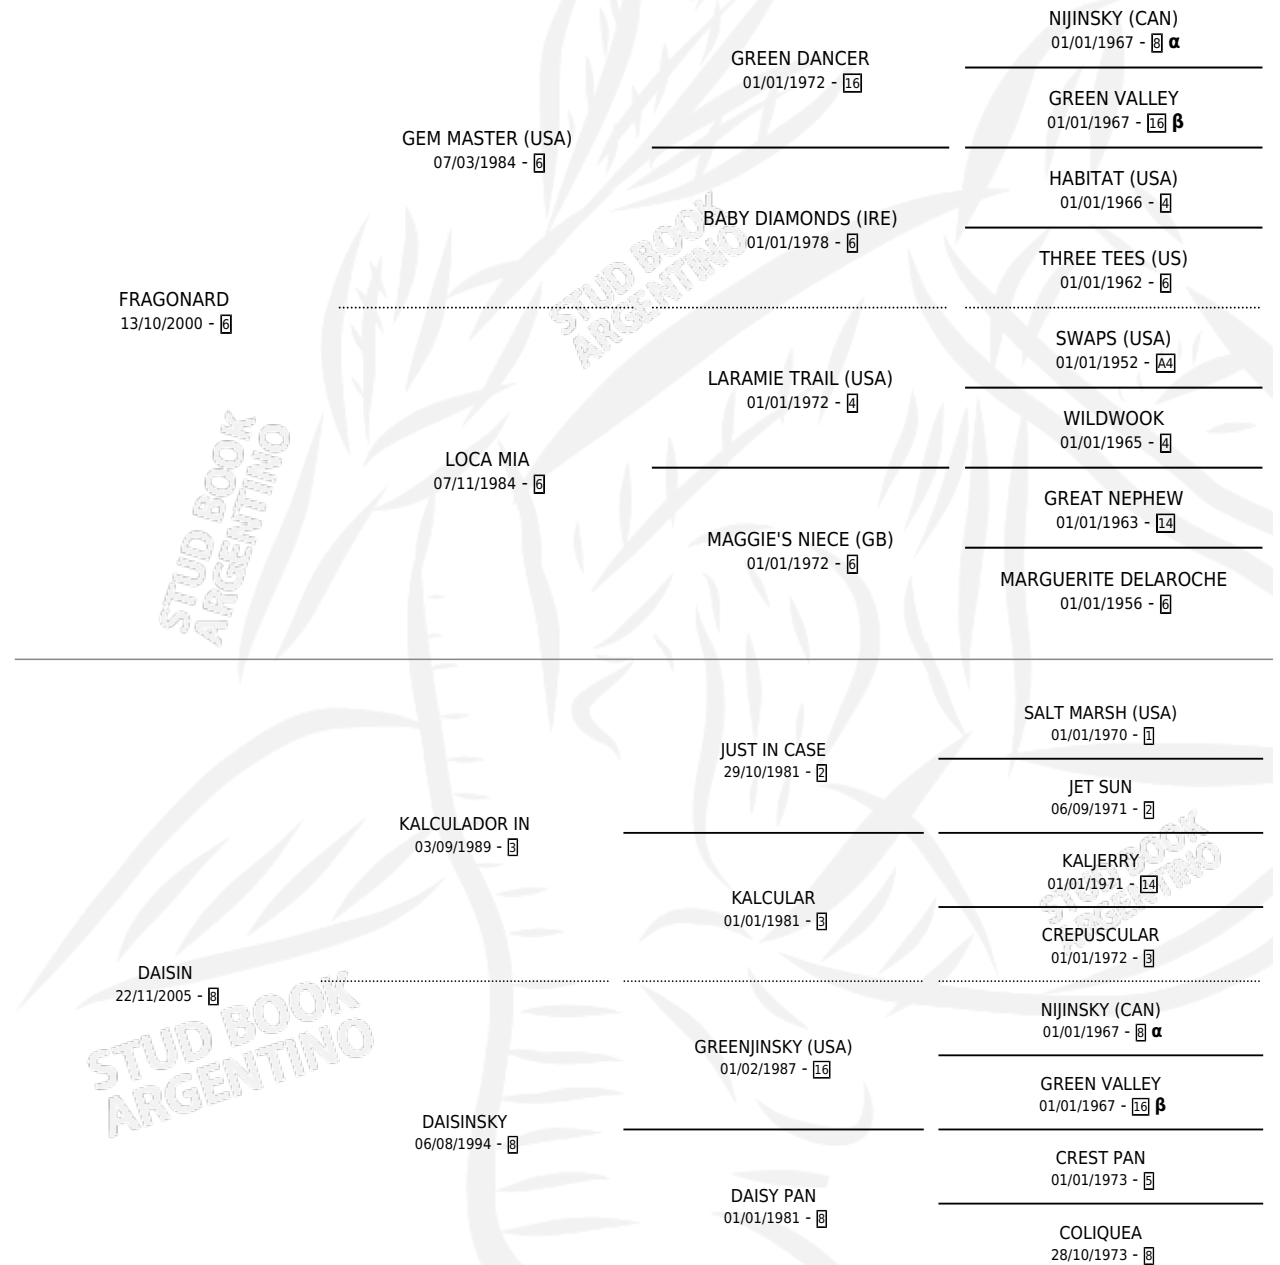 NIJINSKY (CAN)
01/01/1967 - 8 α
GREEN DANCER
01/01/1972 - 16
GREEN VALLEY
01/01/1967 - 16 β
GEM MASTER (USA)
07/03/1984 - 6
HABITAT (USA)
01/01/1966 - 4
BABY DIAMONDS (IRE)
01/01/1978 - 6
THREE TEES (US)
01/01/1962 - 6
FRAGONARD
13/10/2000 - 6
SWAPS (USA)
01/01/1952 - A4
LARAMIE TRAIL (USA)
01/01/1972 - 4
WILDWOOK
01/01/1965 - 4
LOCA MIA
07/11/1984 - 6
GREAT NEPHEW
01/01/1963 - 14
MAGGIE'S NIECE (GB)
01/01/1972 - 6
MARGUERITE DELAROCHE
01/01/1956 - 6
SALT MARSH (USA)
01/01/1970 - 1
JUST IN CASE
29/10/1981 - 2
JET SUN
06/09/1971 - 2
KALCULADOR IN
03/09/1989 - 3
KALJERRY
01/01/1971 - 14
KALCULAR
01/01/1981 - 3
CREPUSCULAR
01/01/1972 - 3
DAISIN
22/11/2005 - 8
NIJINSKY (CAN)
01/01/1967 - 8 α
GREENJINSKY (USA)
01/02/1987 - 16
GREEN VALLEY
01/01/1967 - 16 β
DAISINSKY
06/08/1994 - 8
CREST PAN
01/01/1973 - 5
DAISY PAN
01/01/1981 - 8
COLIQUEA
28/10/1973 - 8
STUD BOOK
ARGENTINO
STUD BOOK
ARGENTINO
STUD BOOK
ARGENTINO
STUD BOOK
ARGENTINO